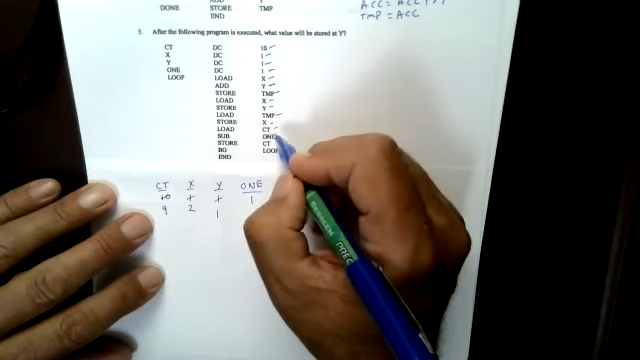 ACC = ACC + Y
TMP = ACC
DONE STORE TMP
END
5. After the following program is executed, what value will be stored at Y?
CT DC 10
X DC 1
Y DC 1
ONE DC 1
LOOP LOAD X
ADD Y
STORE TMP
LOAD X
STORE Y
LOAD TMP
STORE X
LOAD CT
SUB ONE
STORE CT
BG LOOP
END
CT X Y ONE
10 1 1 1
9 2 1